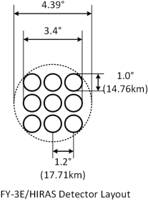 4.39"
3.4"
1.0"
(14.76km)
1.2"
(17.71km)
FY-3E/HIRAS Detector Layout